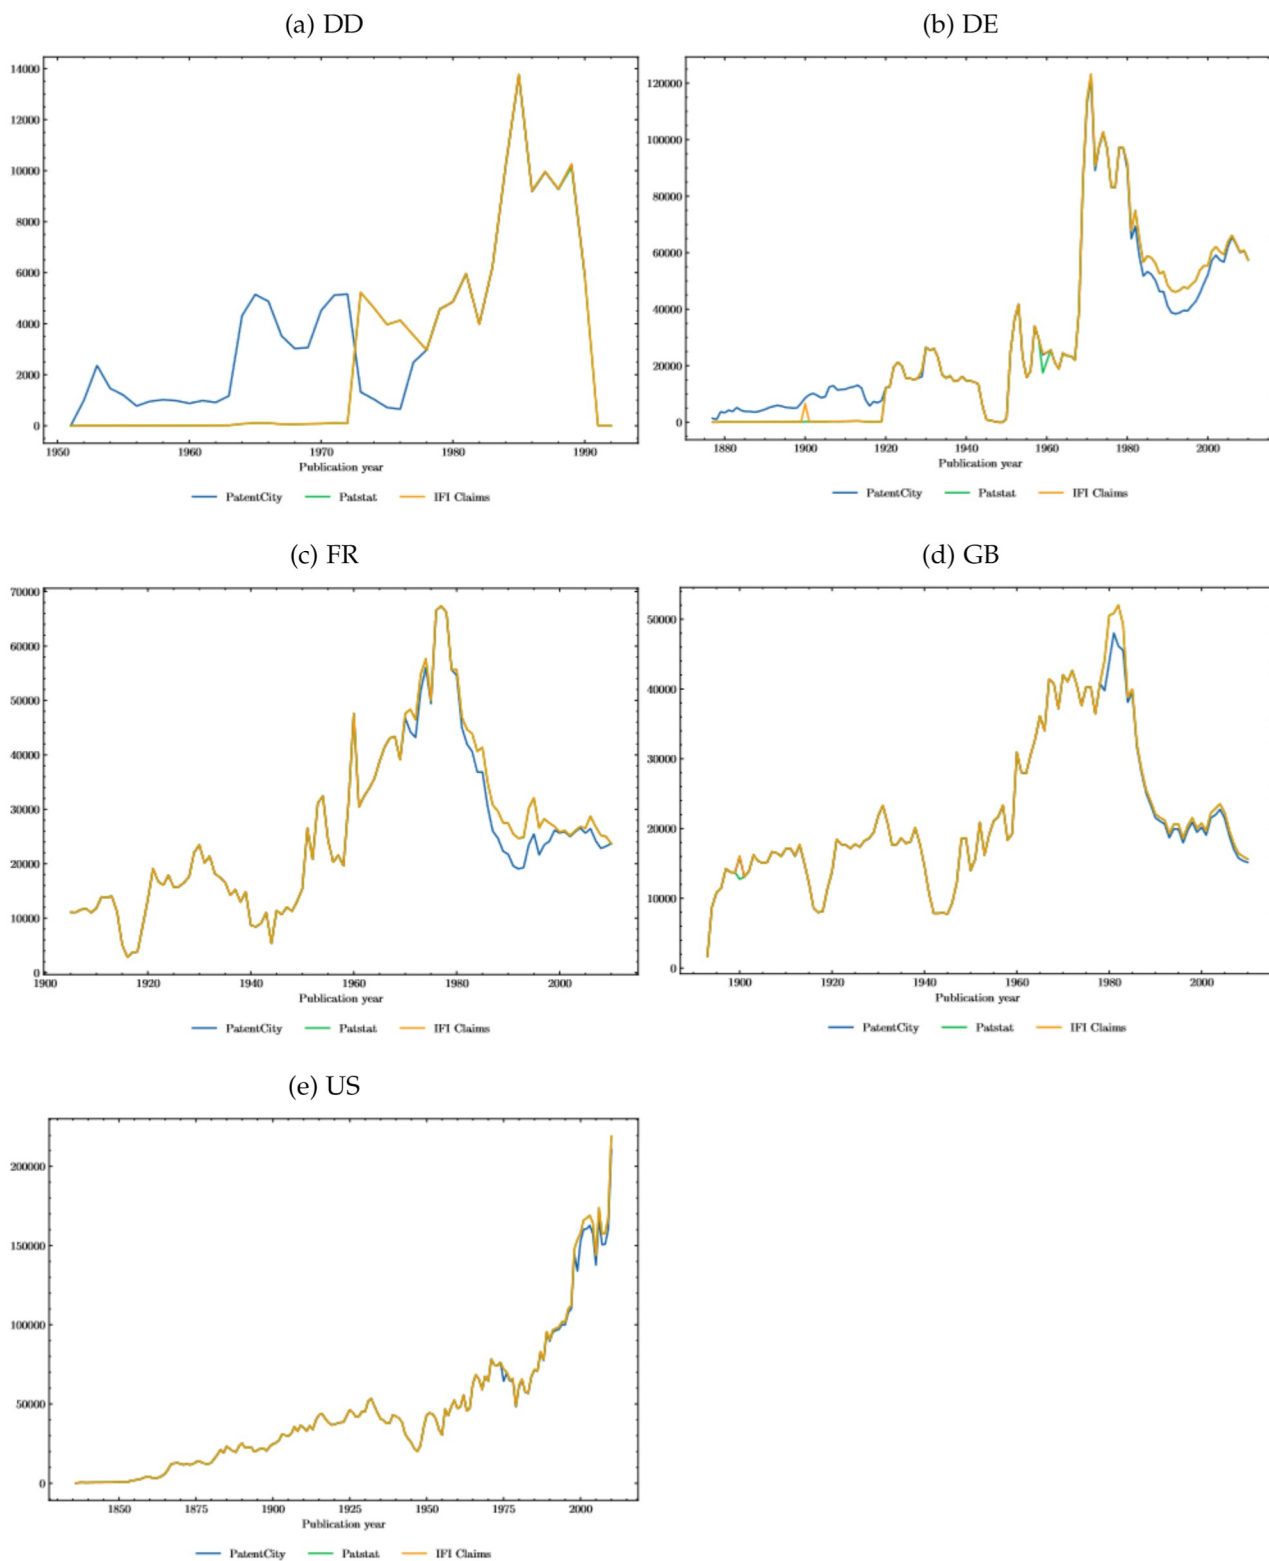 (a) DD
14000
12000
10000
8000
6000
4000
2000
0
1950 1960 1970 1980 1990
Publication year
PatentCity Patstat IFI Claims
(b) DE
120000
100000
80000
60000
40000
20000
0
1880 1900 1920 1940 1960 1980 2000
Publication year
PatentCity Patstat IFI Claims
(c) FR
70000
60000
50000
40000
30000
20000
10000
0
1900 1920 1940 1960 1980 2000
Publication year
PatentCity Patstat IFI Claims
(d) GB
50000
40000
30000
20000
10000
0
1900 1920 1940 1960 1980 2000
Publication year
PatentCity Patstat IFI Claims
(e) US
200000
150000
100000
50000
0
1850 1875 1900 1925 1950 1975 2000
Publication year
PatentCity Patstat IFI Claims